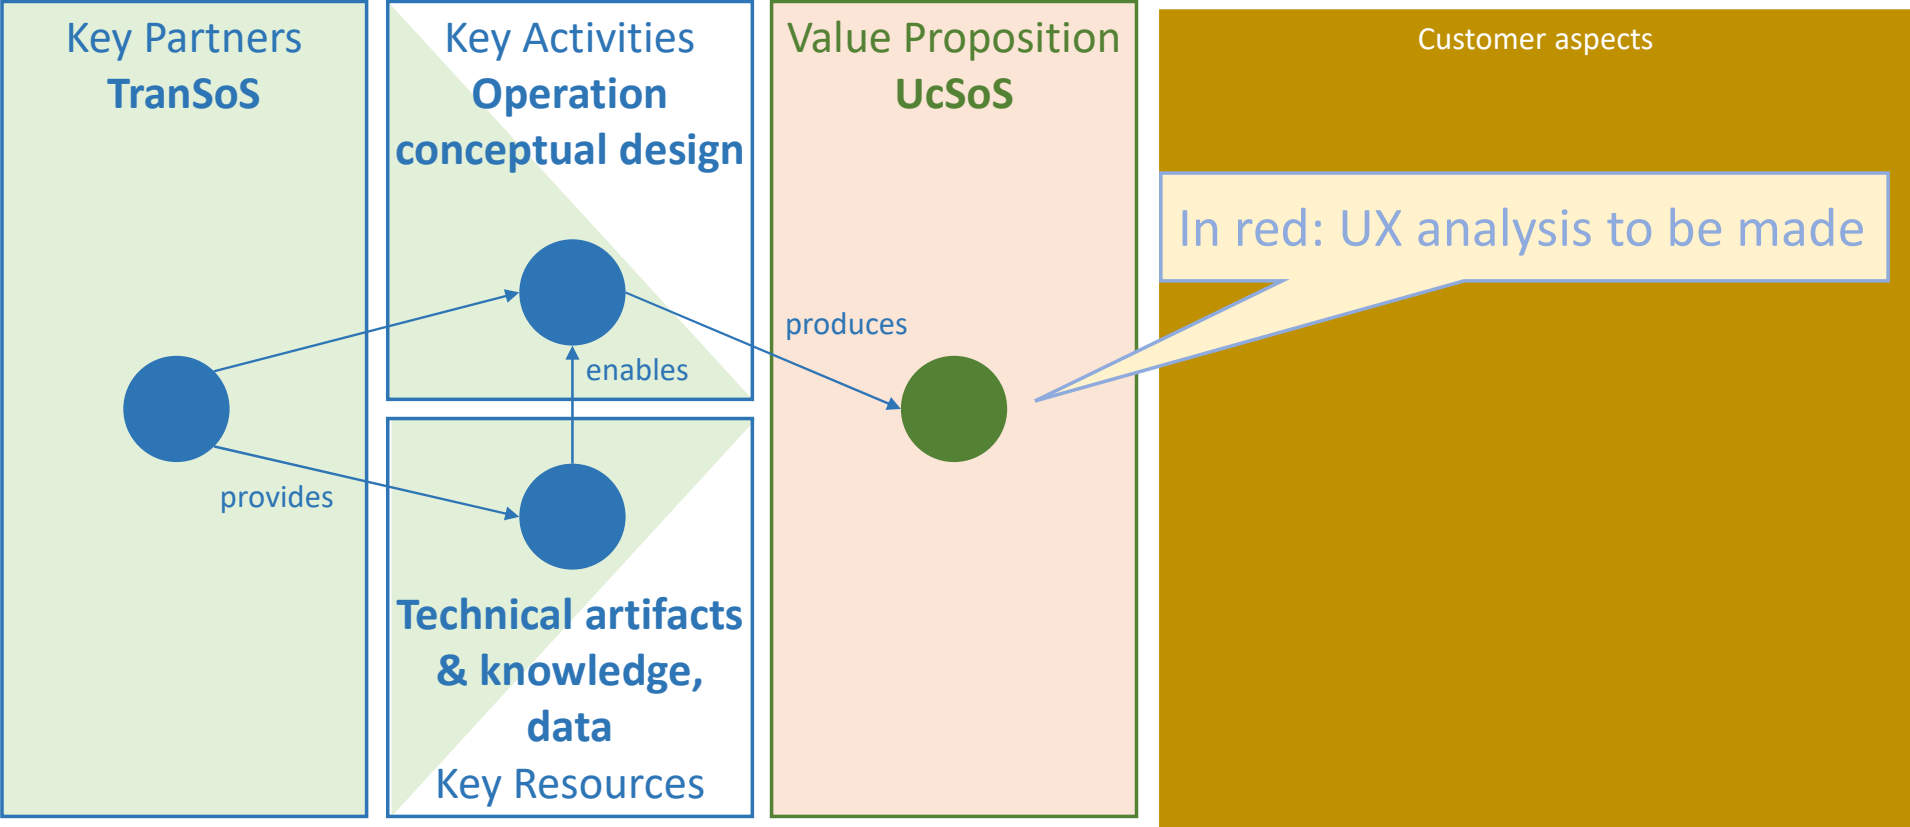 Key Partners
TranSoS
Key Activities
Operation
conceptual design
Value Proposition
UcSoS
Customer aspects
In red: UX analysis to be made
produces
enables
provides
Technical artifacts
& knowledge,
data
Key Resources